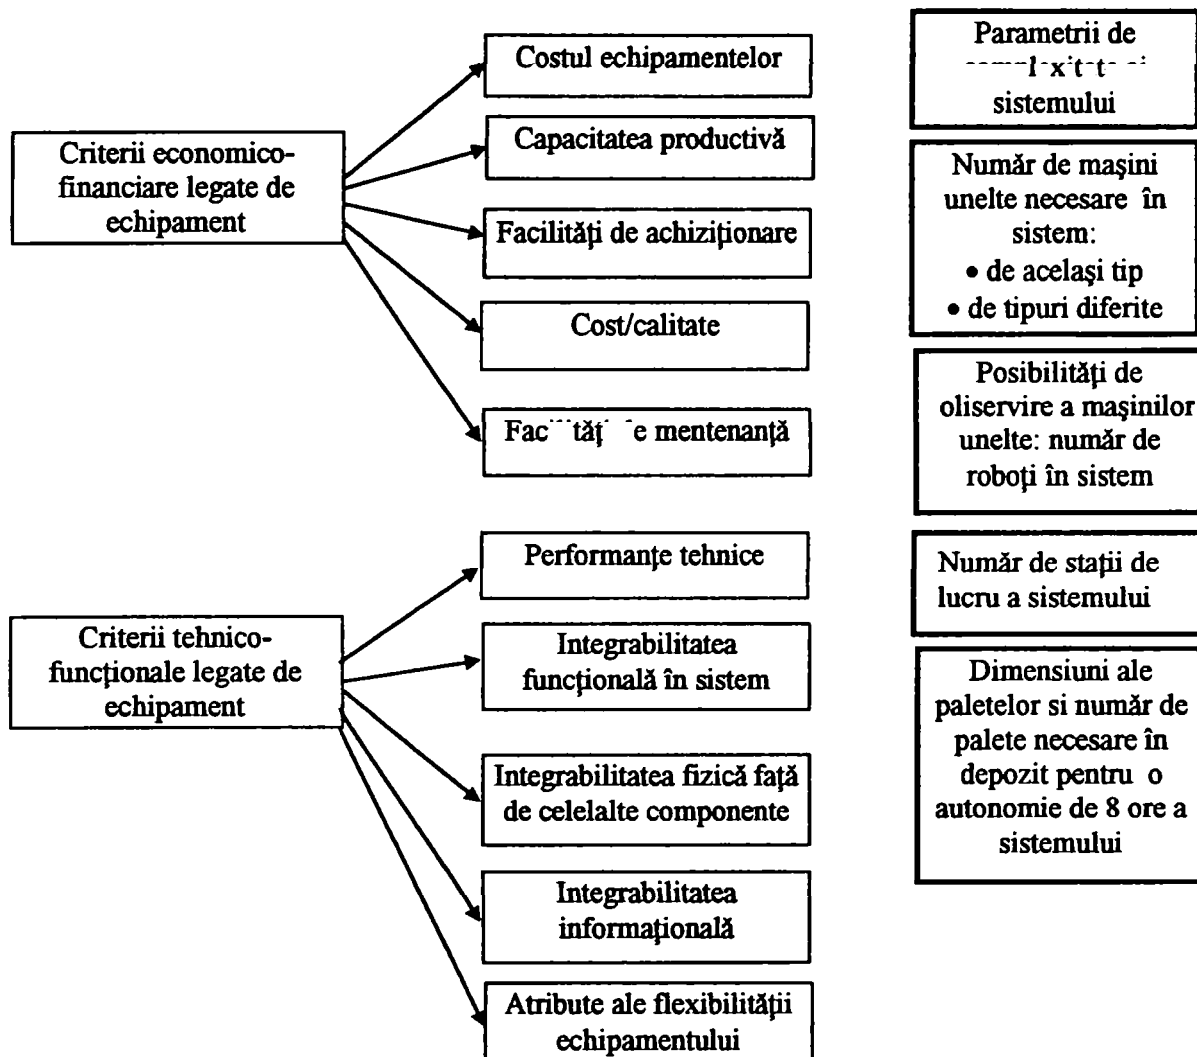 Criterii economico-
financiare legate de
echipament
Costul echipamentelor
Capacitatea productivă
Facilităţi de achiziţionare
Cost/calitate
mentenanţă
Criterii tehnico-
funcţionale legate de
echipament
Performanţe tehnice
Integrabilitatea
funcţională în sistem
Integrabilitatea fizică faţă
de celelalte componente
Integrabilitatea
informaţională
Atribute ale flexibilităţii
echipamentului
Parametrii de
sistemului
Număr de maşini
unelte necesare în
sistem:
• de acelaşi tip
• de tipuri diferite
Posibilităţi de
oliservire a maşinilor
unelte: număr de
roboţi în sistem
Număr de staţii de
lucru a sistemului
Dimensiuni ale
paletelor si număr de
palete necesare în
depozit pentru o
autonomie de 8 ore a
sistemului